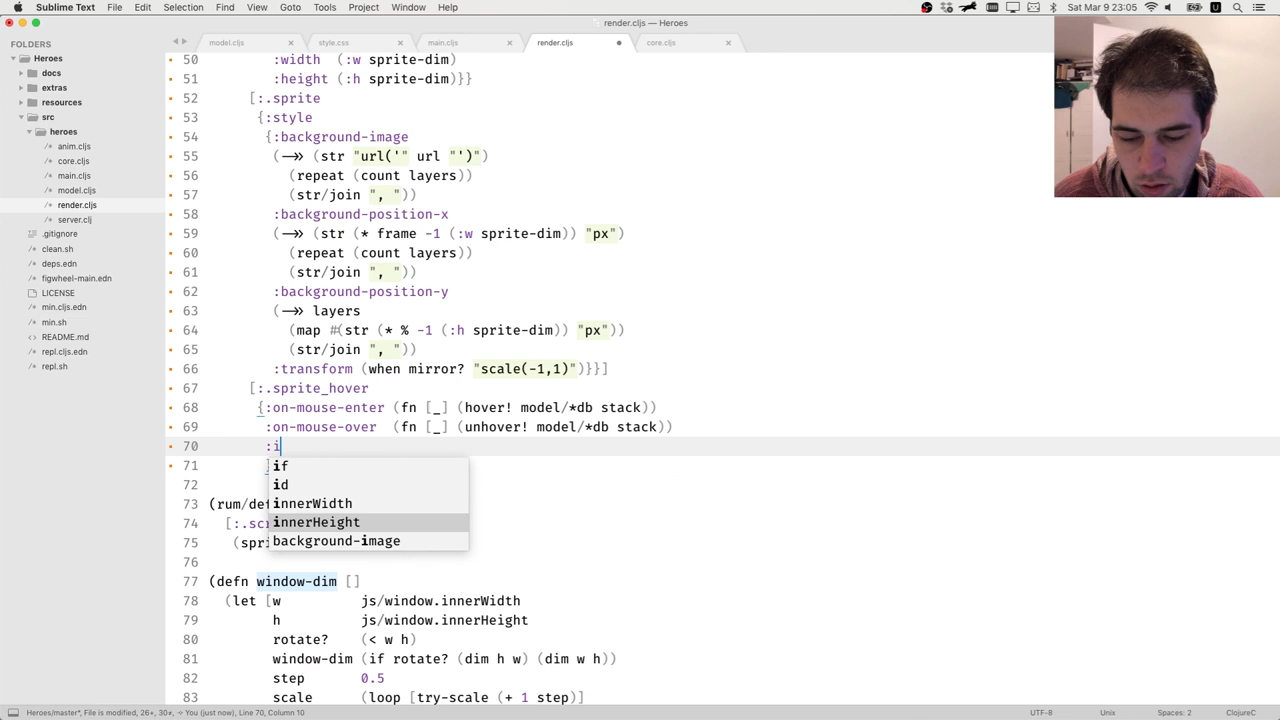 Sublime Text File Edit Selection Find View Goto Tools Project Window Help
Sat Mar 9 23:05
render.cljs — Heroes
FOLDERS
Heroes
docs
extras
resources
src
heroes
anim.cljs
core.cljs
main.cljs
model.cljs
render.cljs
server.clj
.gitignore
clean.sh
deps.edn
figwheel-main.edn
LICENSE
min.cljs.edn
min.sh
README.md
repl.cljs.edn
repl.sh
model.cljs style.css main.cljs render.cljs core.cljs
50 :width (:w sprite-dim)
51 :height (:h sprite-dim)}}
52 [:.sprite
53 {:style
54 {:background-image
55 (->> (str "url('" url "')")
56 (repeat (count layers))
57 (str/join ", "))
58 :background-position-x
59 (->> (str (* frame -1 (:w sprite-dim)) "px")
60 (repeat (count layers))
61 (str/join ", "))
62 :background-position-y
63 (->> layers
64 (map #(str (* % -1 (:h sprite-dim)) "px"))
65 (str/join ", "))
66 :transform (when mirror? "scale(-1,1)")}}]
67 [:.sprite_hover
68 {:on-mouse-enter (fn [_] (hover! model/*db stack))
69 :on-mouse-over (fn [_] (unhover! model/*db stack))
70 :i
71 ]
if
id
innerWidth
innerHeight
background-image
72
73 (rum/def
74 [:.scr
75 (spri
76
77 (defn window-dim []
78 (let [w js/window.innerWidth
79 h js/window.innerHeight
80 rotate? (< w h)
81 window-dim (if rotate? (dim h w) (dim w h))
82 step 0.5
83 scale (loop [try-scale (+ 1 step)]
Heroes/master*, File is modified, 26+, 30≠, You (just now), Line 70, Column 10
UTF-8 Unix Spaces: 2 ClojureC